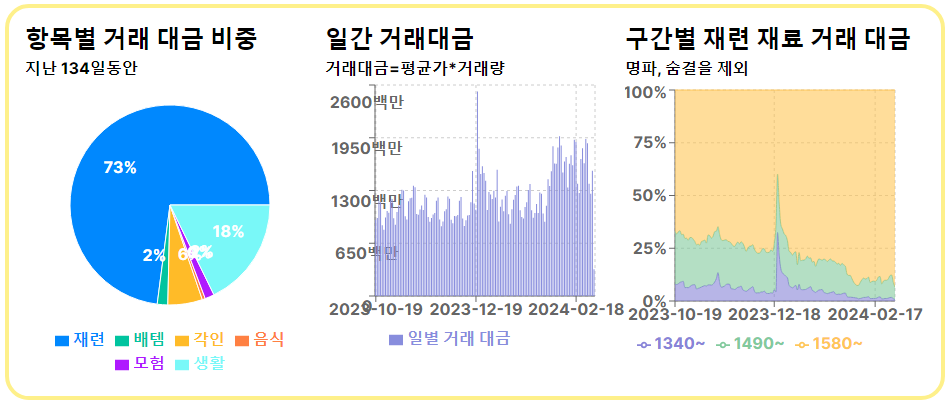 항목별 거래 대금 비중
지난 134일동안
73%
18%
2%
재련 배템 각인 음식
모험 생활
일간 거래대금
거래대금=평균가*거래량
2600백만
1950백만
1300백만
650백만
0
2023-10-19 2023-12-19 2024-02-18
일별 거래 대금
구간별 재련 재료 거래 대금
명파, 숨결을 제외
100%
75%
50%
25%
0%
2023-10-19 2023-12-18 2024-02-17
1340~ 1490~ 1580~